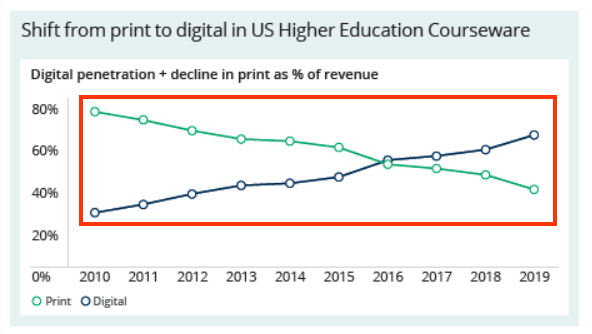 Shift from print to digital in US Higher Education Courseware
Digital penetration + decline in print as % of revenue
80%
60%
40%
20%
0% 2010 2011 2012 2013 2014 2015 2016 2017 2018 2019
Print Digital